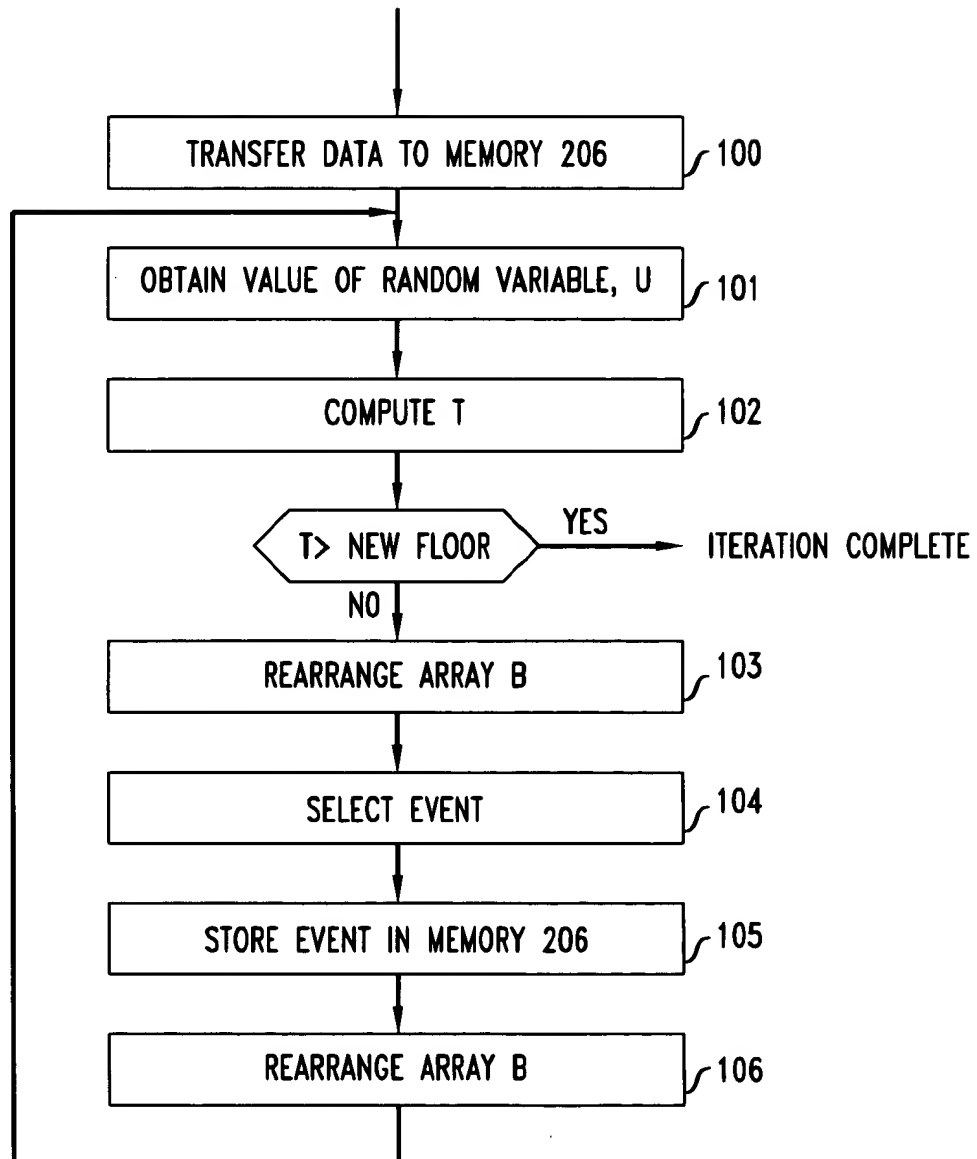 TRANSFER DATA TO MEMORY 206
100
OBTAIN VALUE OF RANDOM VARIABLE, U
101
COMPUTE T
102
T> NEW FLOOR
YES
ITERATION COMPLETE
NO
REARRANGE ARRAY B
103
SELECT EVENT
104
STORE EVENT IN MEMORY 206
105
REARRANGE ARRAY B
106